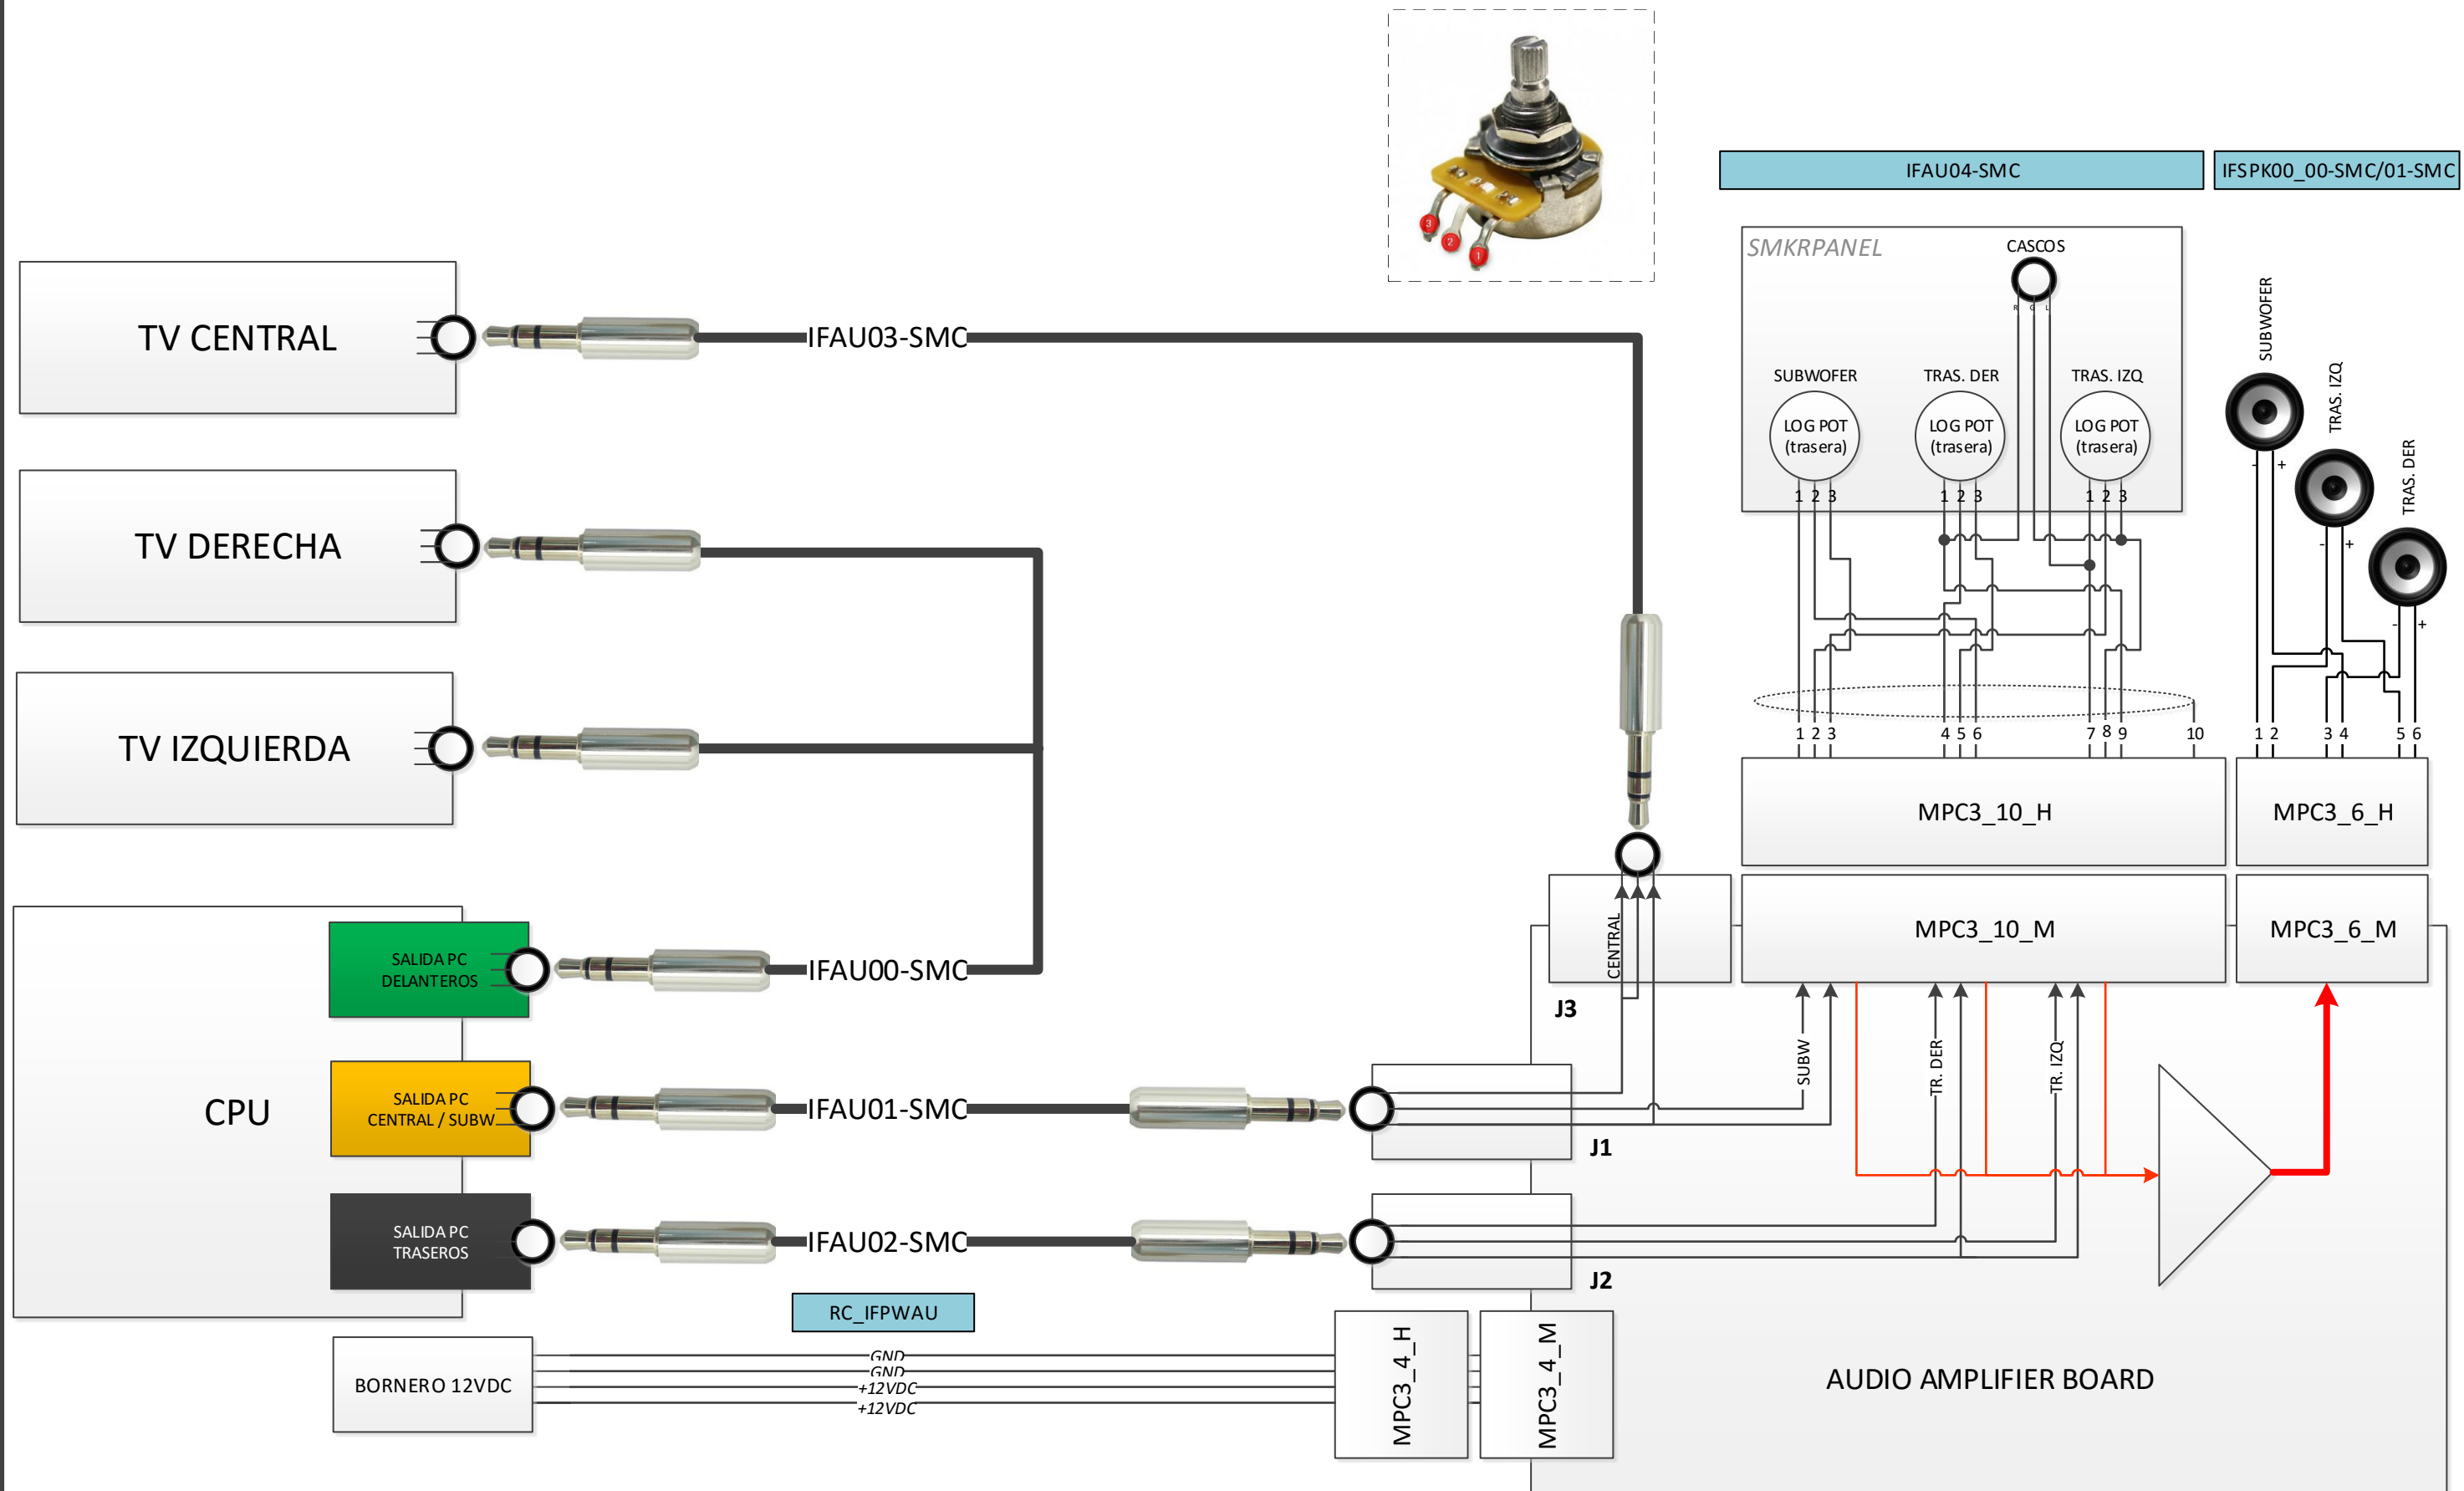 IFAU04-SMC
IFSPK00_00-SMC/01-SMC
3
2
1
SMKRPANEL
CASCOS
R G L
SUBWOFER
TRAS. DER
TRAS. IZQ
LOG POT
(trasera)
LOG POT
(trasera)
LOG POT
(trasera)
1 2 3
1 2 3
1 2 3
SUBWOFER
- +
TRAS. IZQ
- +
TRAS. DER
- +
TV CENTRAL
IFAU03-SMC
TV DERECHA
TV IZQUIERDA
1 2 3 4 5 6 7 8 9 10
1 2 3 4 5 6
MPC3_10_H
MPC3_6_H
CENTRAL
MPC3_10_M
MPC3_6_M
J3
CPU
SALIDA PC
DELANTEROS
IFAU00-SMC
SALIDA PC
CENTRAL / SUBW
IFAU01-SMC
J1
SUBW
TR. DER
TR. IZQ
SALIDA PC
TRASEROS
IFAU02-SMC
J2
RC_IFPWAU
BORNERO 12VDC
GND
GND
+12VDC
+12VDC
MPC3_4_H
MPC3_4_M
AUDIO AMPLIFIER BOARD